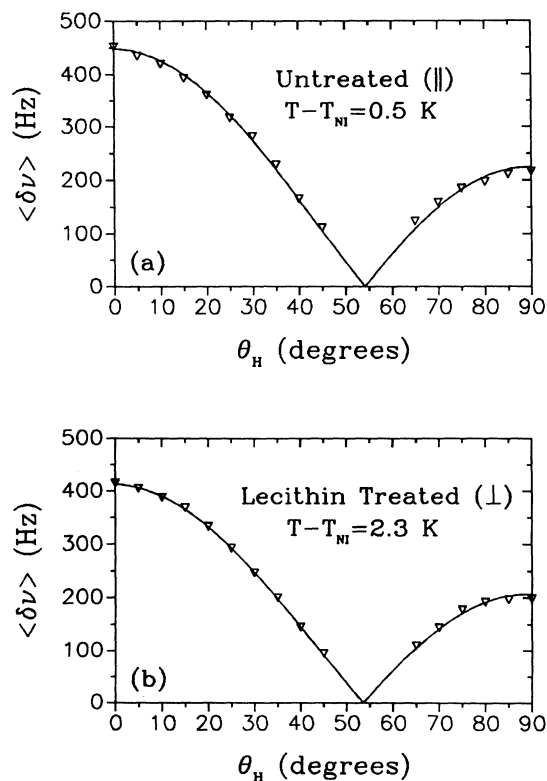 500
400
300
200
100
0
<δν> (Hz)
Untreated (∥)
T−T_NI=0.5 K
(a)
0 10 20 30 40 50 60 70 80 90
θ_H (degrees)
500
400
300
200
100
0
<δν> (Hz)
Lecithin Treated (⊥)
T−T_NI=2.3 K
(b)
0 10 20 30 40 50 60 70 80 90
θ_H (degrees)